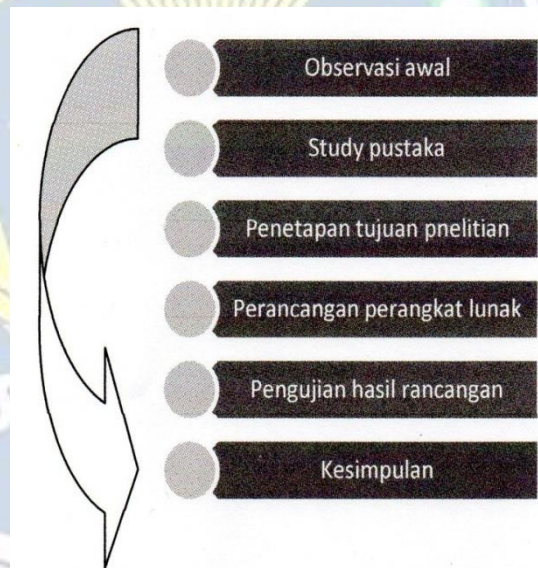 Observasi awal
Study pustaka
Penetapan tujuan pnelitian
Perancangan perangkat lunak
Pengujian hasil rancangan
Kesimpulan